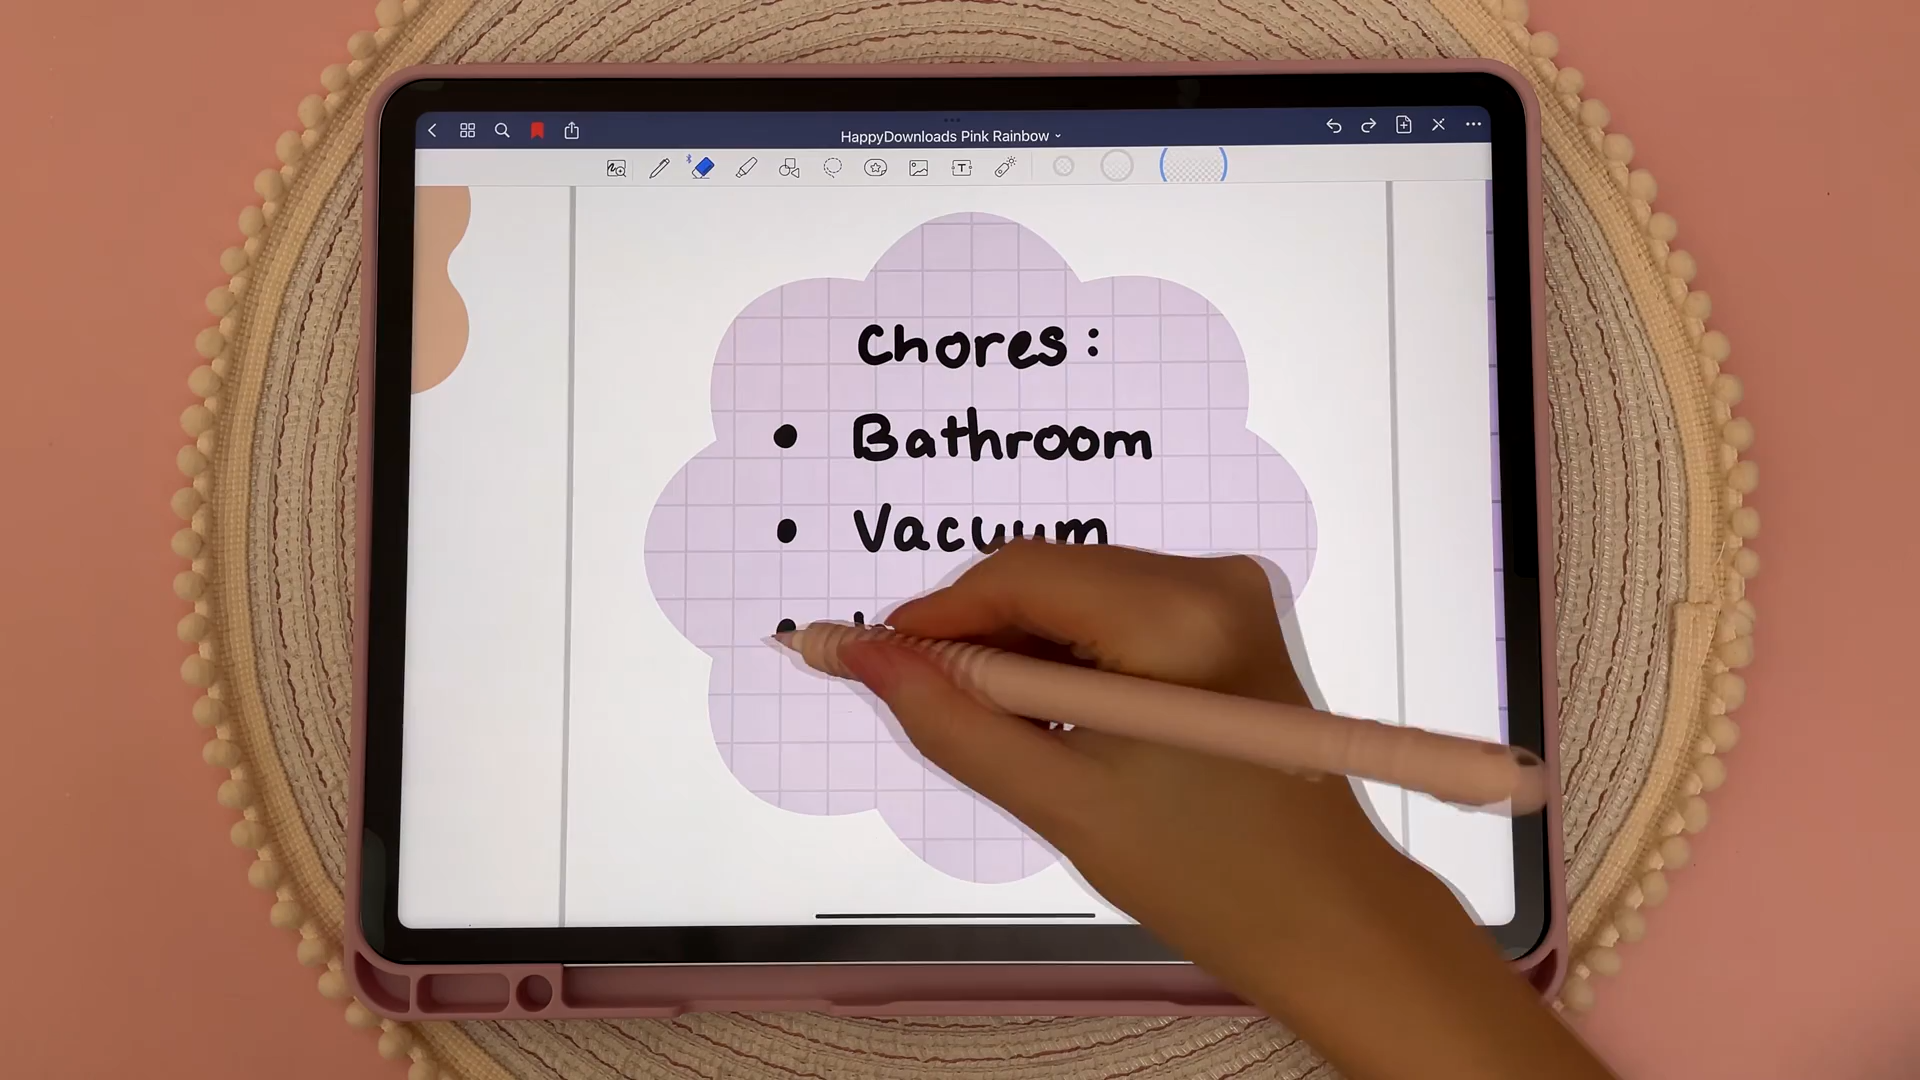 HappyDownloads Pink Rainbow
Chores:
• Bathroom
• Vacuum
•